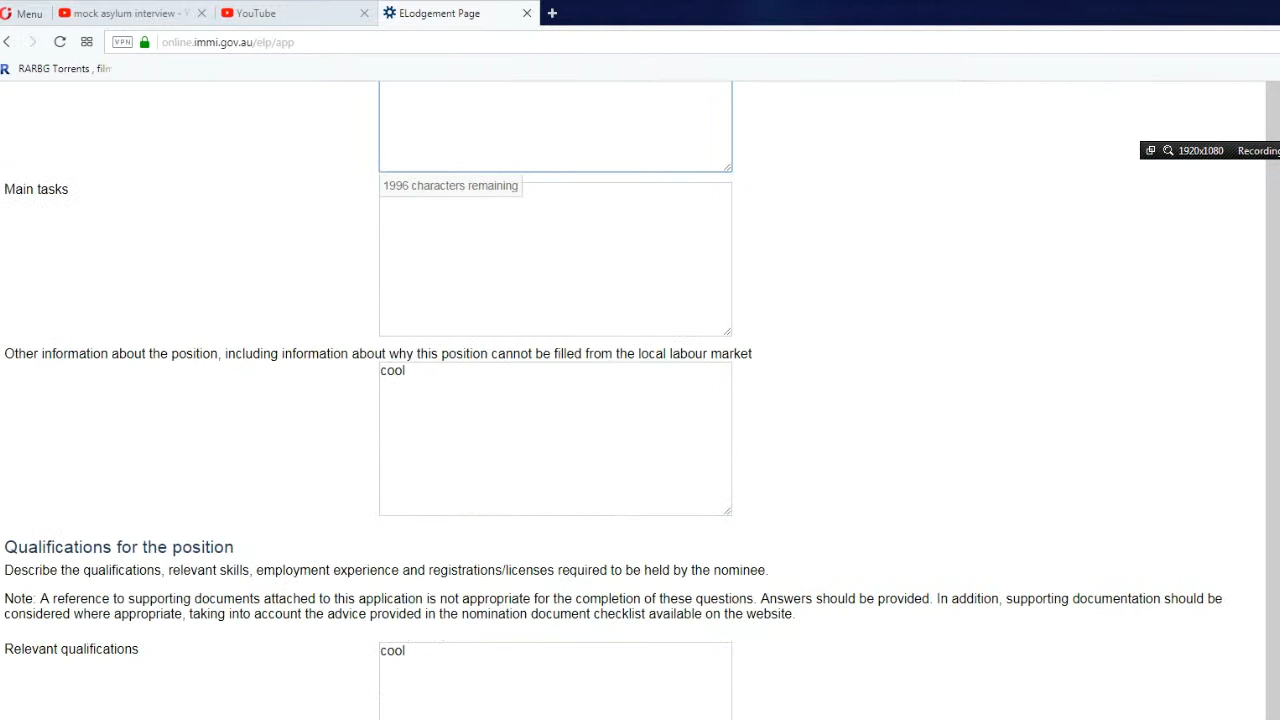 Menu
mock asylum interview - V
YouTube
ELodgement Page
VPN
online.immi.gov.au/elp/app
RARBG Torrents , film
1920x1080
Recording
1996 characters remaining
Main tasks
Other information about the position, including information about why this position cannot be filled from the local labour market
cool
Qualifications for the position
Describe the qualifications, relevant skills, employment experience and registrations/licenses required to be held by the nominee.
Note: A reference to supporting documents attached to this application is not appropriate for the completion of these questions. Answers should be provided. In addition, supporting documentation should be
considered where appropriate, taking into account the advice provided in the nomination document checklist available on the website.
Relevant qualifications
cool